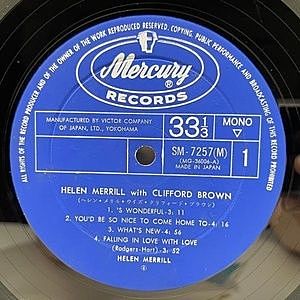 ALL RIGHTS OF THE RECORD PRODUCER AND OF THE OWNER OF THE WORK REPRODUCED RESERVED. COPYING, PUBLIC PERFORMANCE AND BROADCASTING OF THIS RECORD PROHIBITED
Mercury
RECORDS
MANUFACTURED BY VICTOR COMPANY
OF JAPAN, LTD., YOKOHAMA
33 1/3
MONO
▽
SM-7257(M)
(MG-36006-A)
MADE IN JAPAN
1
HELEN MERRILL with CLIFFORD BROWN
(ヘレン・メリル・ウイズ・クリフォード・ブラウン)
1. 'S WONDERFUL-3:11
2. YOU'D BE SO NICE TO COME HOME TO-4:16
3. WHAT'S NEW-4:56
4. FALLING IN LOVE WITH LOVE
(Rodgers-Hart)-3:52
HELEN MERRILL